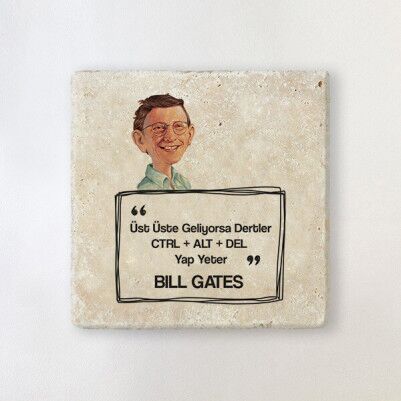 “
Üst Üste Geliyorsa Dertler
CTRL + ALT + DEL
Yap Yeter ”
BILL GATES